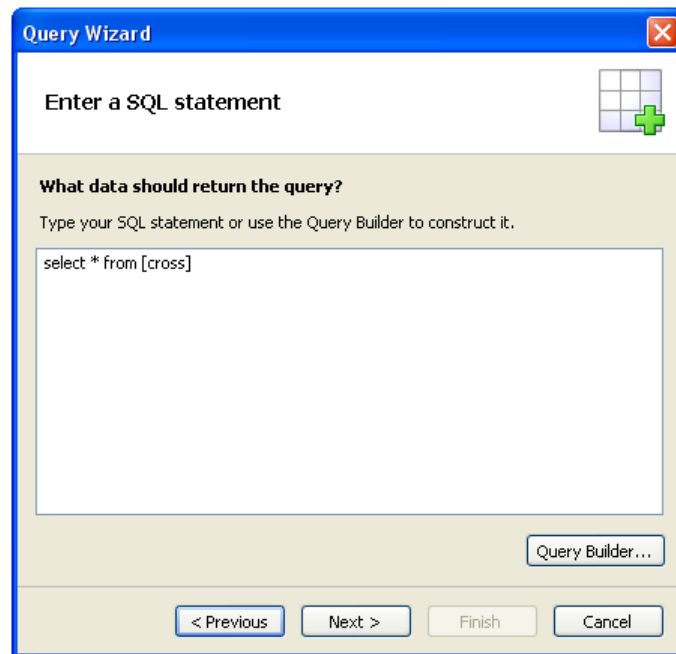 Query Wizard
Enter a SQL statement
What data should return the query?
Type your SQL statement or use the Query Builder to construct it.
select * from [cross]
Query Builder...
< Previous
Next >
Finish
Cancel